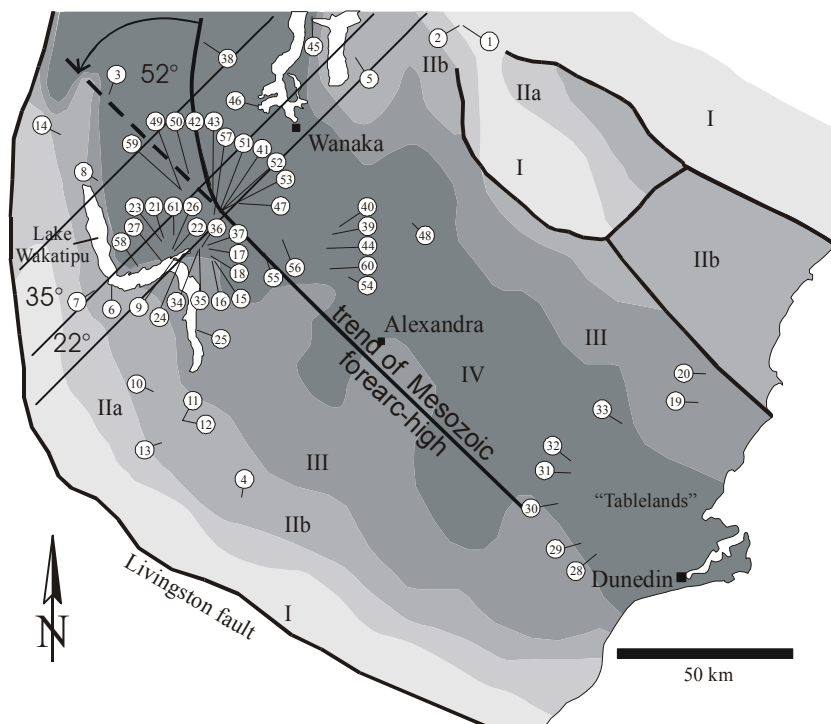 38
45
2
1
52°
3
5
IIb
IIa
46
I
14
49
50
42
43
57
51
41
52
53
59
Wanaka
I
8
47
23
21
61
26
22
36
37
40
39
44
60
54
48
27
58
17
18
Lake
Wakatipu
IIb
55
56
35°
7
6
9
24
34
35
16
15
22°
25
trend of Mesozoic
forearc-high
Alexandra
III
IV
20
19
10
IIa
11
12
33
13
III
32
31
4
30
"Tablelands"
IIb
29
28
Dunedin
Livingston fault
I
N
50 km